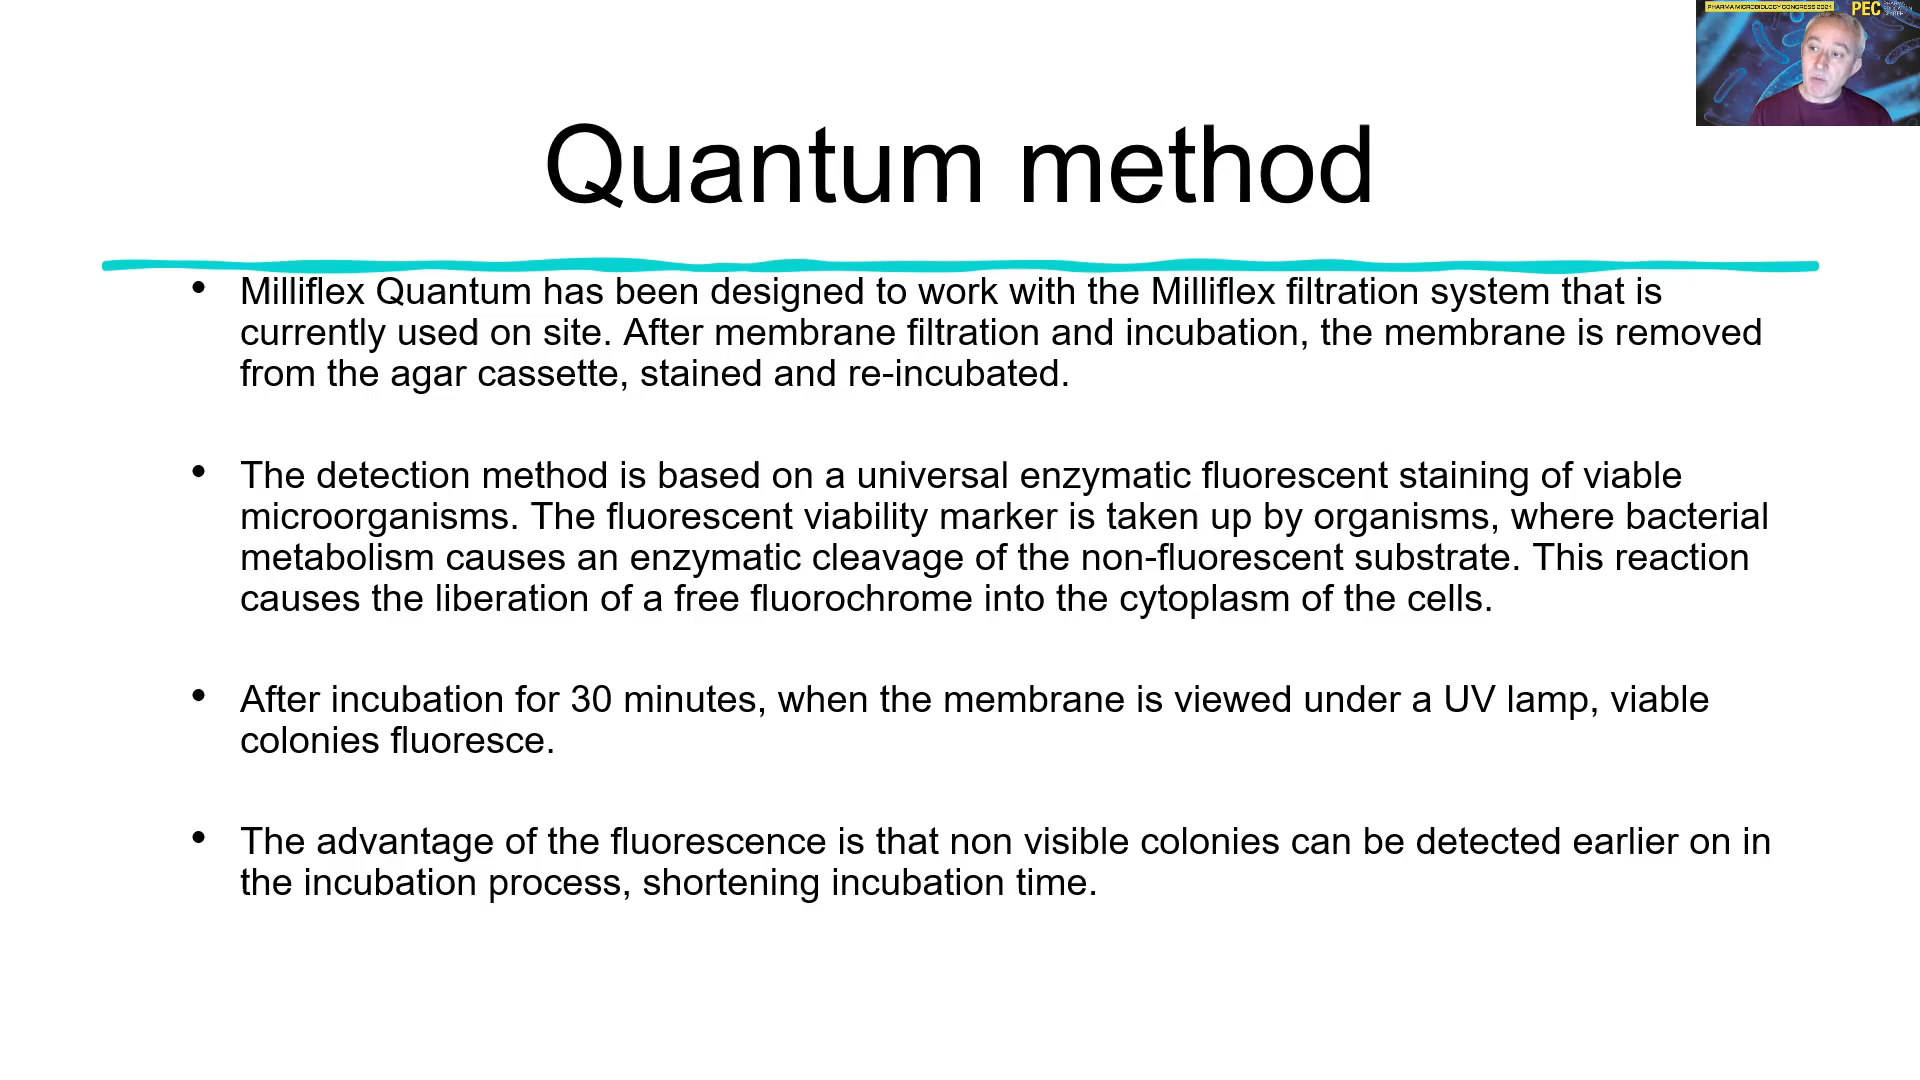 PHARMA MICROBIOLOGY CONGRESS 2021
PEC
Quantum method
• Milliflex Quantum has been designed to work with the Milliflex filtration system that is
currently used on site. After membrane filtration and incubation, the membrane is removed
from the agar cassette, stained and re-incubated.
• The detection method is based on a universal enzymatic fluorescent staining of viable
microorganisms. The fluorescent viability marker is taken up by organisms, where bacterial
metabolism causes an enzymatic cleavage of the non-fluorescent substrate. This reaction
causes the liberation of a free fluorochrome into the cytoplasm of the cells.
• After incubation for 30 minutes, when the membrane is viewed under a UV lamp, viable
colonies fluoresce.
• The advantage of the fluorescence is that non visible colonies can be detected earlier on in
the incubation process, shortening incubation time.